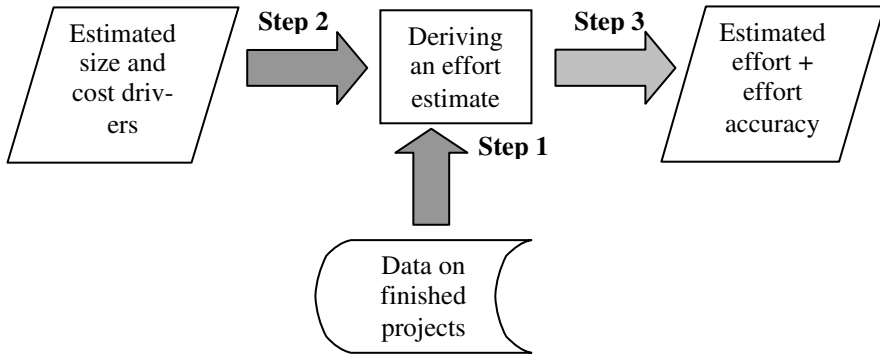 Estimated
size and
cost driv-
ers
Step 2
Deriving
an effort
estimate
Step 3
Estimated
effort +
effort
accuracy
Step 1
Data on
finished
projects